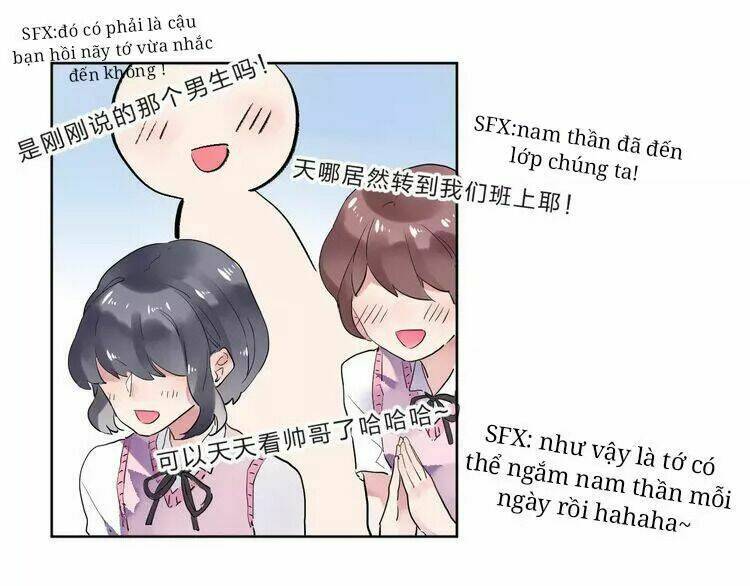 SFX:đó có phải là cậu
bạn hồi nãy tớ vừa nhắc
đến không !
是刚刚说的那个男生吗！
SFX:nam thần đã đến
lớp chúng ta!
天哪居然转到我们班上耶！
可以天天看帅哥了哈哈哈~
SFX: như vậy là tớ có
thể ngắm nam thần mỗi
ngày rồi hahaha~